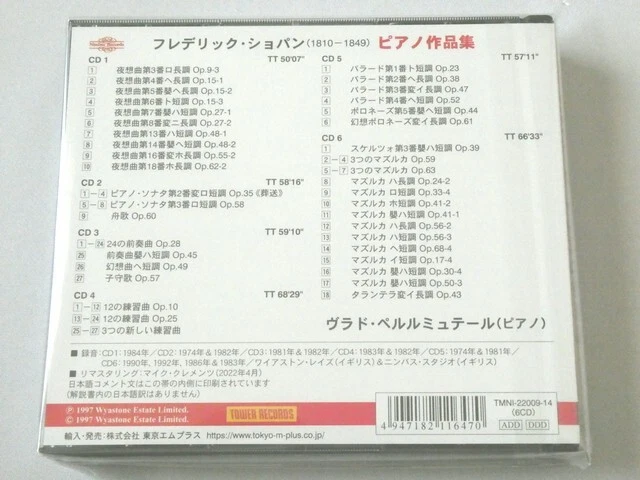 Nimbus Records
フレデリック・ショパン(1810-1849) ピアノ作品集
CD 1 TT 50'07"
1 夜想曲第3番ロ長調 Op.9-3
2 夜想曲第4番ヘ長調 Op.15-1
3 夜想曲第5番嬰ヘ長調 Op.15-2
4 夜想曲第6番ト短調 Op.15-3
5 夜想曲第7番嬰ハ短調 Op.27-1
6 夜想曲第8番変ニ長調 Op.27-2
7 夜想曲第13番ハ短調 Op.48-1
8 夜想曲第14番嬰ヘ短調 Op.48-2
9 夜想曲第16番変ホ長調 Op.55-2
10 夜想曲第18番ホ長調 Op.62-2
CD 2 TT 58'16"
1-4 ピアノ・ソナタ第2番変ロ短調 Op.35《葬送》
5-8 ピアノ・ソナタ第3番ロ短調 Op.58
9 舟歌 Op.60
CD 3 TT 59'10"
1-24 24の前奏曲 Op.28
25 前奏曲嬰ハ短調 Op.45
26 幻想曲ヘ短調 Op.49
27 子守歌 Op.57
CD 4 TT 68'29"
1-12 12の練習曲 Op.10
13-24 12の練習曲 Op.25
25-27 3つの新しい練習曲
CD 5 TT 57'11"
1 バラード第1番ト短調 Op.23
2 バラード第2番ヘ長調 Op.38
3 バラード第3番変イ長調 Op.47
4 バラード第4番ヘ短調 Op.52
5 ポロネーズ第5番嬰ヘ短調 Op.44
6 幻想ポロネーズ変イ長調 Op.61
CD 6 TT 66'33"
1 スケルツォ第3番嬰ハ短調 Op.39
2-4 3つのマズルカ Op.59
5-7 3つのマズルカ Op.63
8 マズルカ ハ長調 Op.24-2
9 マズルカ ロ短調 Op.33-4
10 マズルカ ホ短調 Op.41-2
11 マズルカ 嬰ハ短調 Op.41-1
12 マズルカ ハ長調 Op.56-2
13 マズルカ ハ短調 Op.56-3
14 マズルカ ヘ短調 Op.68-4
15 マズルカ イ短調 Op.17-4
16 マズルカ 嬰ハ短調 Op.30-4
17 マズルカ 嬰ハ短調 Op.50-3
18 タランテラ変イ長調 Op.43
ヴラド・ペルルミュテール(ピアノ)
■録音:CD1:1984年/CD2:1974年&1982年/CD3:1981年&1982年/CD4:1983年&1982年/CD5:1974年&1981年/
CD6:1990年、1992年、1986年&1983年/ワイアストン・レイズ(イギリス)&ニンバス・スタジオ(イギリス)
■リマスタリング:マイク・クレメンツ(2022年4月)
日本語コメント文はこの帯の内側に印刷されています
(解説書内の日本語訳はありません)
Ⓟ 1997 Wyastone Estate Limited.
© 1997 Wyastone Estate Limited.
TOWER RECORDS
輸入・発売:株式会社 東京エムプラス https://www.tokyo-m-plus.co.jp/
TMNI-22009-14
(6CD)
ADD DDD
4 947182 116470